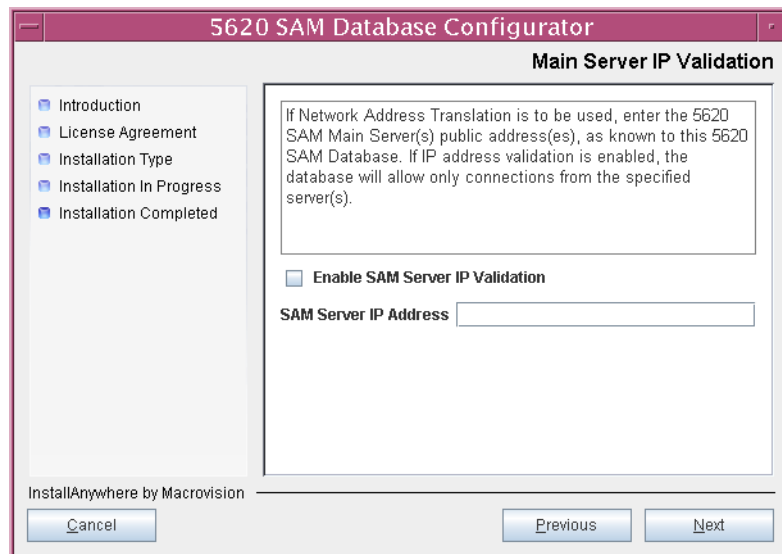 5620 SAM Database Configurator
Main Server IP Validation
Introduction
License Agreement
Installation Type
Installation In Progress
Installation Completed
If Network Address Translation is to be used, enter the 5620
SAM Main Server(s) public address(es), as known to this 5620
SAM Database. If IP address validation is enabled, the
database will allow only connections from the specified
server(s).
Enable SAM Server IP Validation
SAM Server IP Address
InstallAnywhere by Macrovision
Cancel
Previous
Next